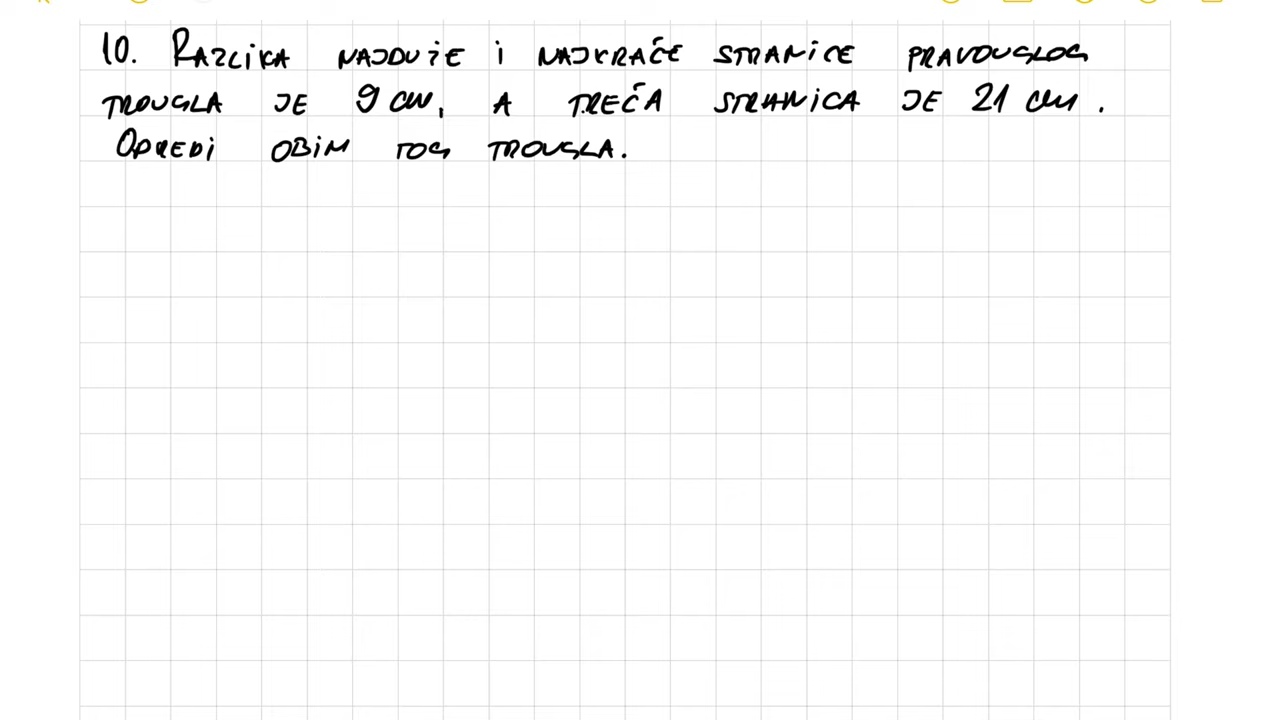 10. RAZLIKA NAJDUŽE I NAJKRAĆE STRANICE PRAVOUGLOG
TROUGLA JE 9 cm, A TREĆA STRANICA JE 21 cm.
ODREDI OBIM TOG TROUGLA.